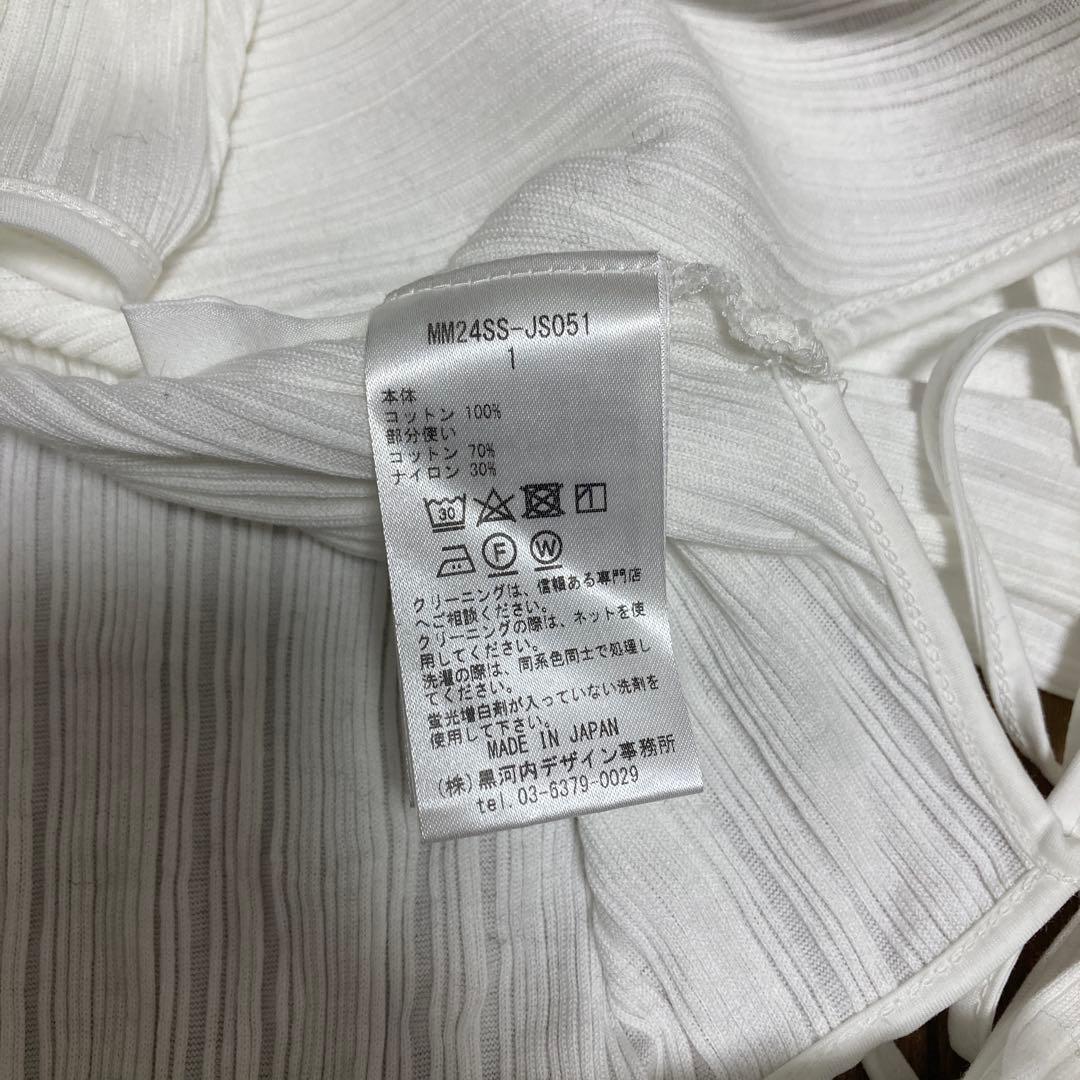 MM24SS-JS051
1
本体
コットン 100%
部分使い
コットン 70%
ナイロン 30%
30
F W
クリーニングは、信頼ある専門店
へご相談ください。
クリーニングの際は、ネットを使
用してください。
洗濯の際は、同系色同士で処理し
てください。
蛍光増白剤が入っていない洗剤を
使用して下さい。
MADE IN JAPAN
(株)黒河内デザイン事務所
tel.03-6379-0029